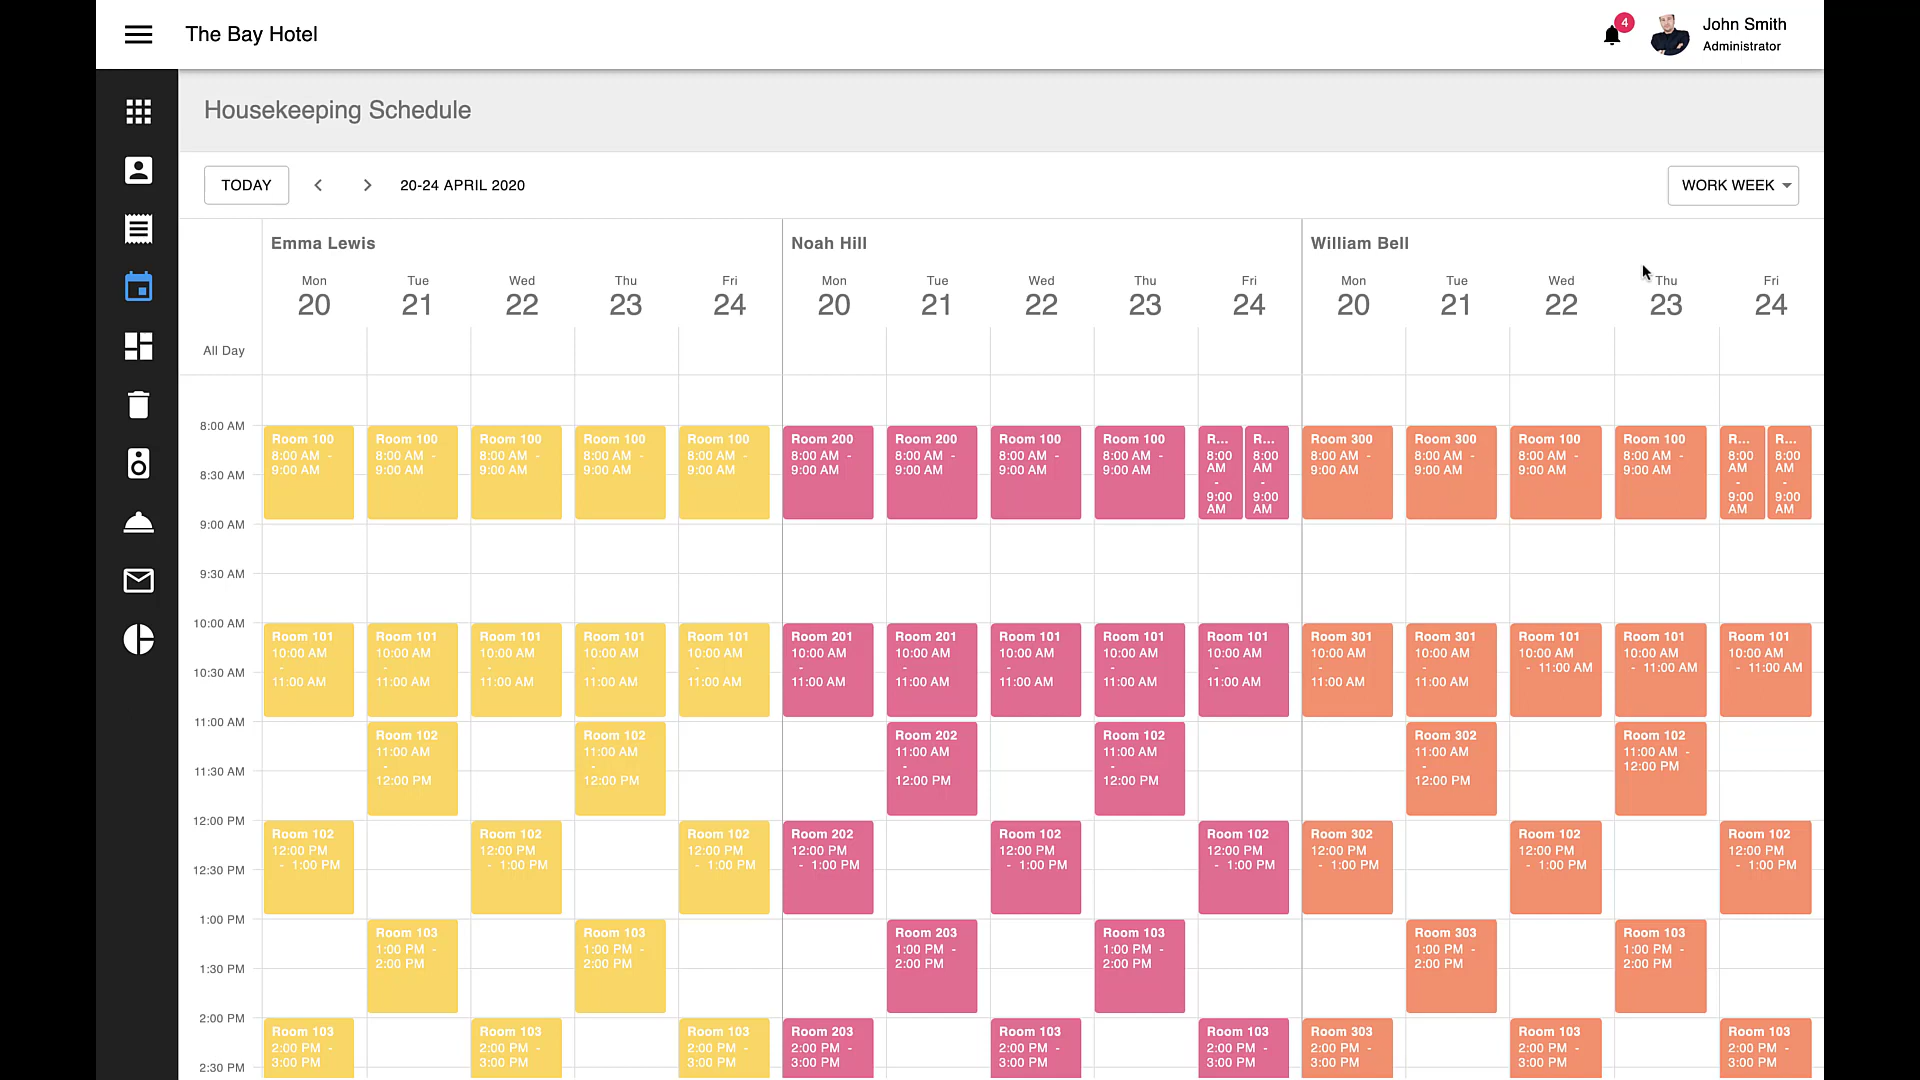 The Bay Hotel
4
John Smith
Administrator
Housekeeping Schedule
TODAY
20-24 APRIL 2020
WORK WEEK
Emma Lewis
Noah Hill
William Bell
Mon Tue Wed Thu Fri Mon Tue Wed Thu Fri Mon Tue Wed Thu Fri
20 21 22 23 24 20 21 22 23 24 20 21 22 23 24
All Day
8:00 AM
Room 100 Room 100 Room 100 Room 100 Room 100 Room 200 Room 200 Room 100 Room 100 R... R... Room 300 Room 300 Room 100 Room 100 R... R...
8:00 AM - 8:00 AM - 8:00 AM - 8:00 AM - 8:00 AM - 8:00 AM - 8:00 AM - 8:00 AM - 8:00 AM - 8:00 AM - 8:00 AM - 8:00 AM - 8:00 AM - 8:00 AM - 8:00 AM - 8:00 AM - 8:00 AM -
9:00 AM 9:00 AM 9:00 AM 9:00 AM 9:00 AM 9:00 AM 9:00 AM 9:00 AM 9:00 AM 9:00 AM 9:00 AM 9:00 AM 9:00 AM 9:00 AM 9:00 AM 9:00 AM 9:00 AM
8:30 AM
9:00 AM
9:30 AM
10:00 AM
Room 101 Room 101 Room 101 Room 101 Room 101 Room 201 Room 201 Room 101 Room 101 Room 101 Room 301 Room 301 Room 101 Room 101 Room 101
10:00 AM 10:00 AM 10:00 AM 10:00 AM 10:00 AM 10:00 AM 10:00 AM 10:00 AM 10:00 AM 10:00 AM 10:00 AM 10:00 AM 10:00 AM 10:00 AM 10:00 AM
- - - - - - - - - - - - - 11:00 AM - 11:00 AM - 11:00 AM
10:30 AM
11:00 AM 11:00 AM 11:00 AM 11:00 AM 11:00 AM 11:00 AM 11:00 AM 11:00 AM 11:00 AM 11:00 AM 11:00 AM 11:00 AM
11:00 AM
Room 102 Room 102 Room 202 Room 102 Room 302 Room 102
11:00 AM 11:00 AM 11:00 AM 11:00 AM 11:00 AM 11:00 AM -
- - - - - 12:00 PM
11:30 AM
12:00 PM 12:00 PM 12:00 PM 12:00 PM 12:00 PM
12:00 PM
Room 102 Room 102 Room 102 Room 202 Room 102 Room 102 Room 302 Room 102 Room 102
12:00 PM 12:00 PM 12:00 PM 12:00 PM 12:00 PM 12:00 PM 12:00 PM 12:00 PM 12:00 PM
- 1:00 PM - 1:00 PM - 1:00 PM - 1:00 PM - 1:00 PM - 1:00 PM - 1:00 PM - 1:00 PM - 1:00 PM
12:30 PM
1:00 PM
Room 103 Room 103 Room 203 Room 103 Room 303 Room 103
1:00 PM - 1:00 PM - 1:00 PM - 1:00 PM - 1:00 PM - 1:00 PM -
2:00 PM 2:00 PM 2:00 PM 2:00 PM 2:00 PM 2:00 PM
1:30 PM
2:00 PM
Room 103 Room 103 Room 103 Room 203 Room 103 Room 103 Room 303 Room 103 Room 103
2:00 PM - 2:00 PM - 2:00 PM - 2:00 PM - 2:00 PM - 2:00 PM - 2:00 PM - 2:00 PM - 2:00 PM -
3:00 PM 3:00 PM 3:00 PM 3:00 PM 3:00 PM 3:00 PM 3:00 PM 3:00 PM 3:00 PM
2:30 PM